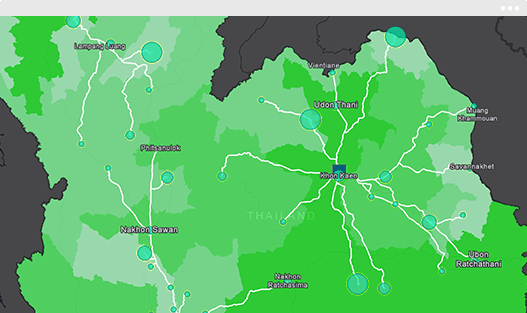 Lampang Luang
Vientiane
Udon Thani
Muang
Khammouan
Phitsanulok
Khon Kaen
Savannakhet
THAILAND
Nakhon Sawan
Ubon
Ratchathani
Nakhon
Ratchasima